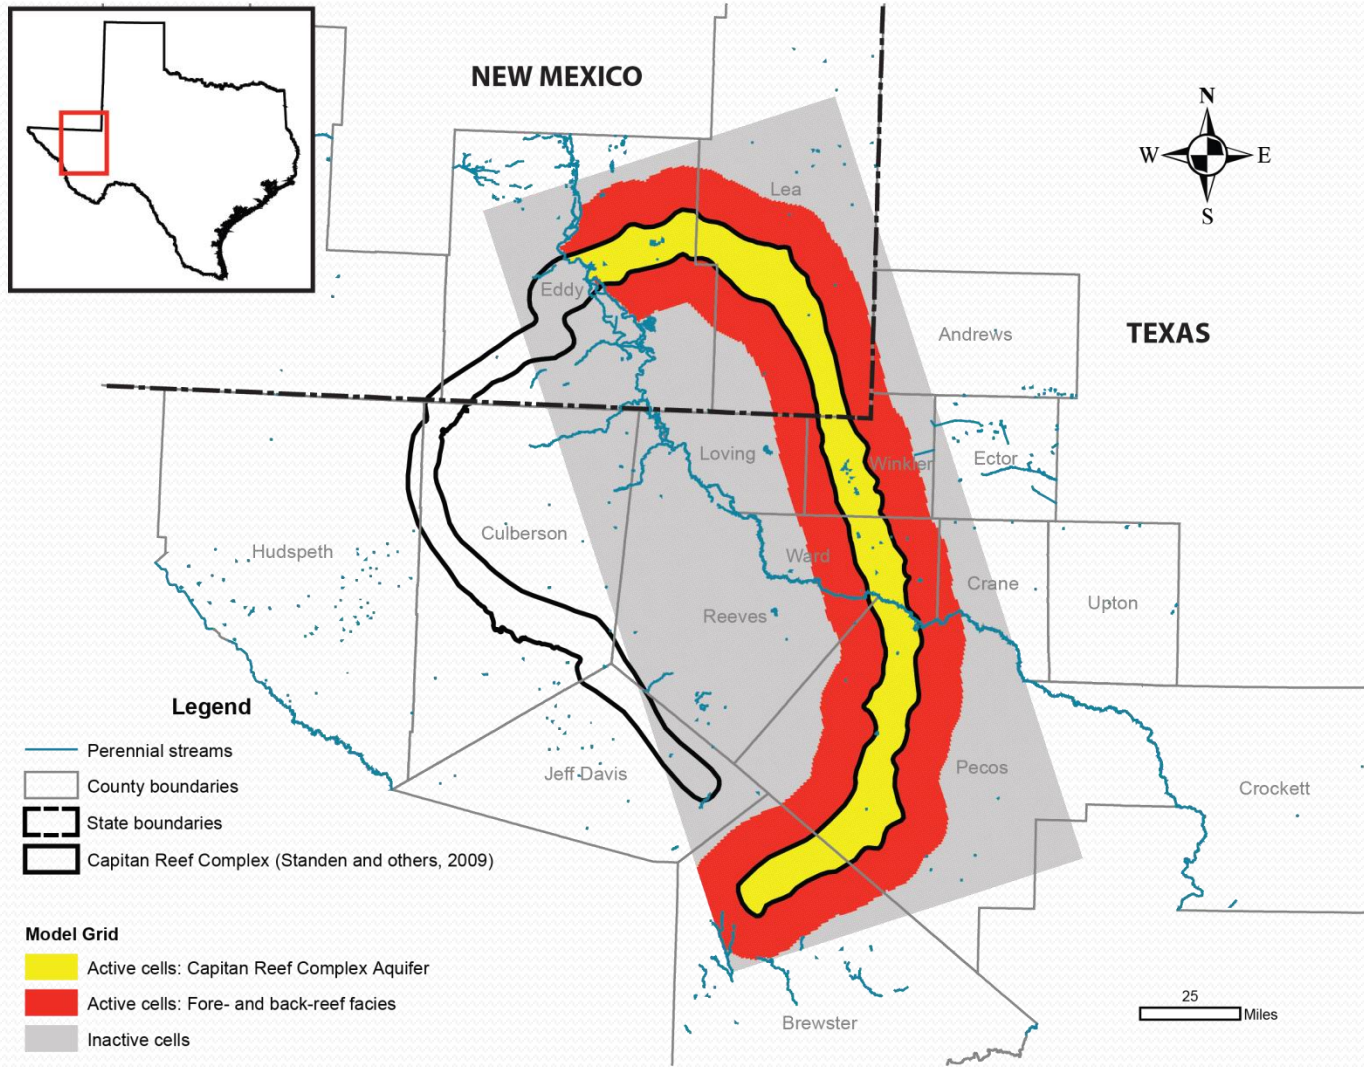 NEW MEXICO
N
W
E
S
Lea
Eddy
Andrews
TEXAS
Loving
Winkler
Ector
Culberson
Hudspeth
Ward
Crane
Upton
Reeves
Legend
Perennial streams
County boundaries
State boundaries
Capitan Reef Complex (Standen and others, 2009)
Jeff Davis
Pecos
Crockett
Model Grid
Active cells: Capitan Reef Complex Aquifer
Active cells: Fore- and back-reef facies
Inactive cells
25
Miles
Brewster